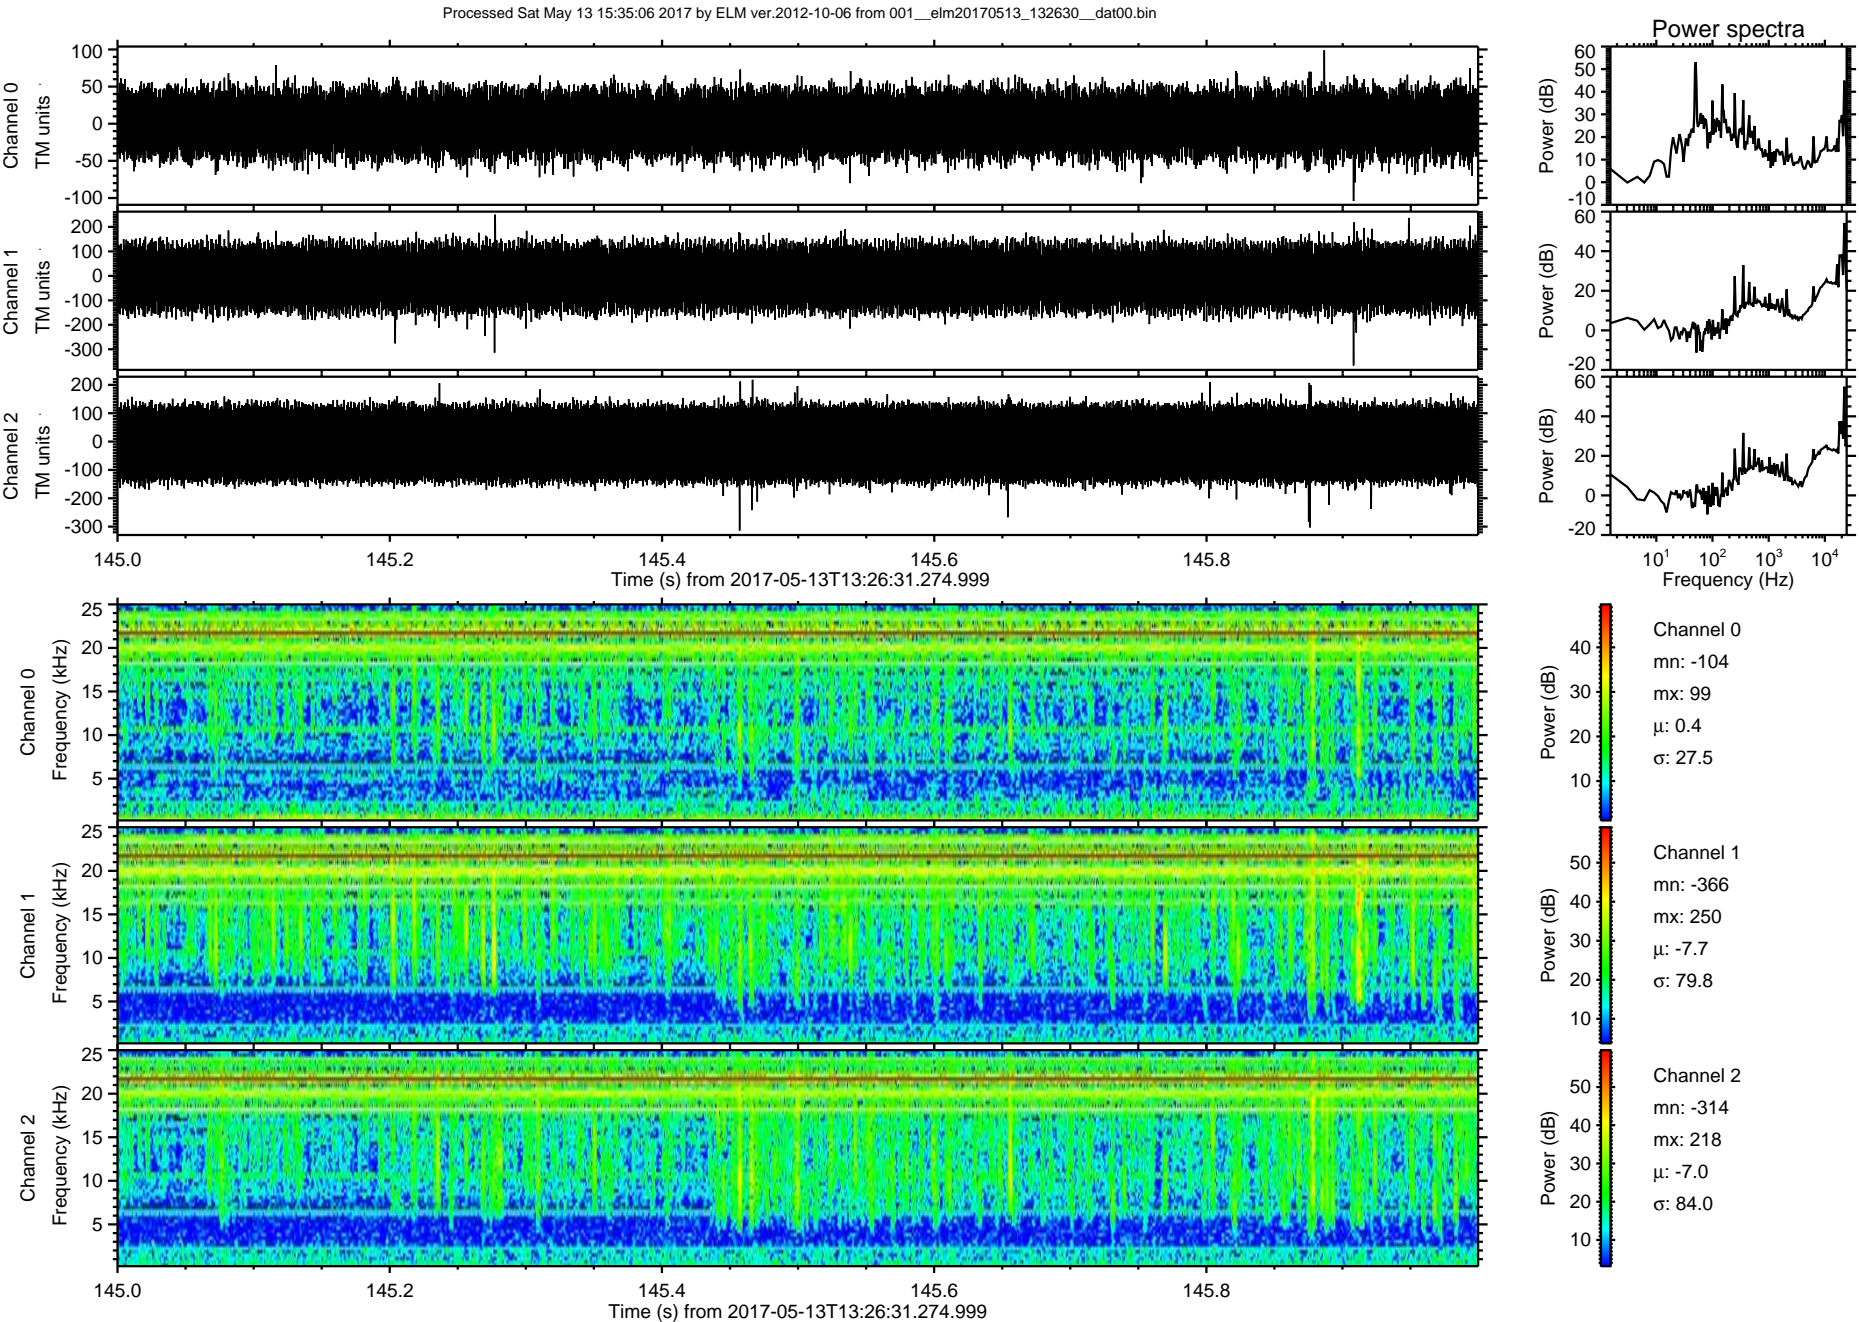 Processed Sat May 13 15:35:06 2017 by ELM ver.2012-10-06 from 001__elm20170513_132630__dat00.bin
Power spectra
Channel 0
TM units
100
50
0
-50
-100
Power (dB)
60
50
40
30
20
10
0
-10
Channel 1
TM units
200
100
0
-100
-200
-300
Power (dB)
60
40
20
0
-20
Channel 2
TM units
200
100
0
-100
-200
-300
Power (dB)
60
40
20
0
-20
145.0 145.2 145.4 145.6 145.8
Time (s) from 2017-05-13T13:26:31.274.999
10^1 10^2 10^3 10^4
Frequency (Hz)
Channel 0
Frequency (kHz)
25
20
15
10
5
Power (dB)
40
30
20
10
Channel 0
mn: -104
mx: 99
µ: 0.4
σ: 27.5
Channel 1
Frequency (kHz)
25
20
15
10
5
Power (dB)
50
40
30
20
10
Channel 1
mn: -366
mx: 250
µ: -7.7
σ: 79.8
Channel 2
Frequency (kHz)
25
20
15
10
5
Power (dB)
50
40
30
20
10
Channel 2
mn: -314
mx: 218
µ: -7.0
σ: 84.0
145.0 145.2 145.4 145.6 145.8
Time (s) from 2017-05-13T13:26:31.274.999